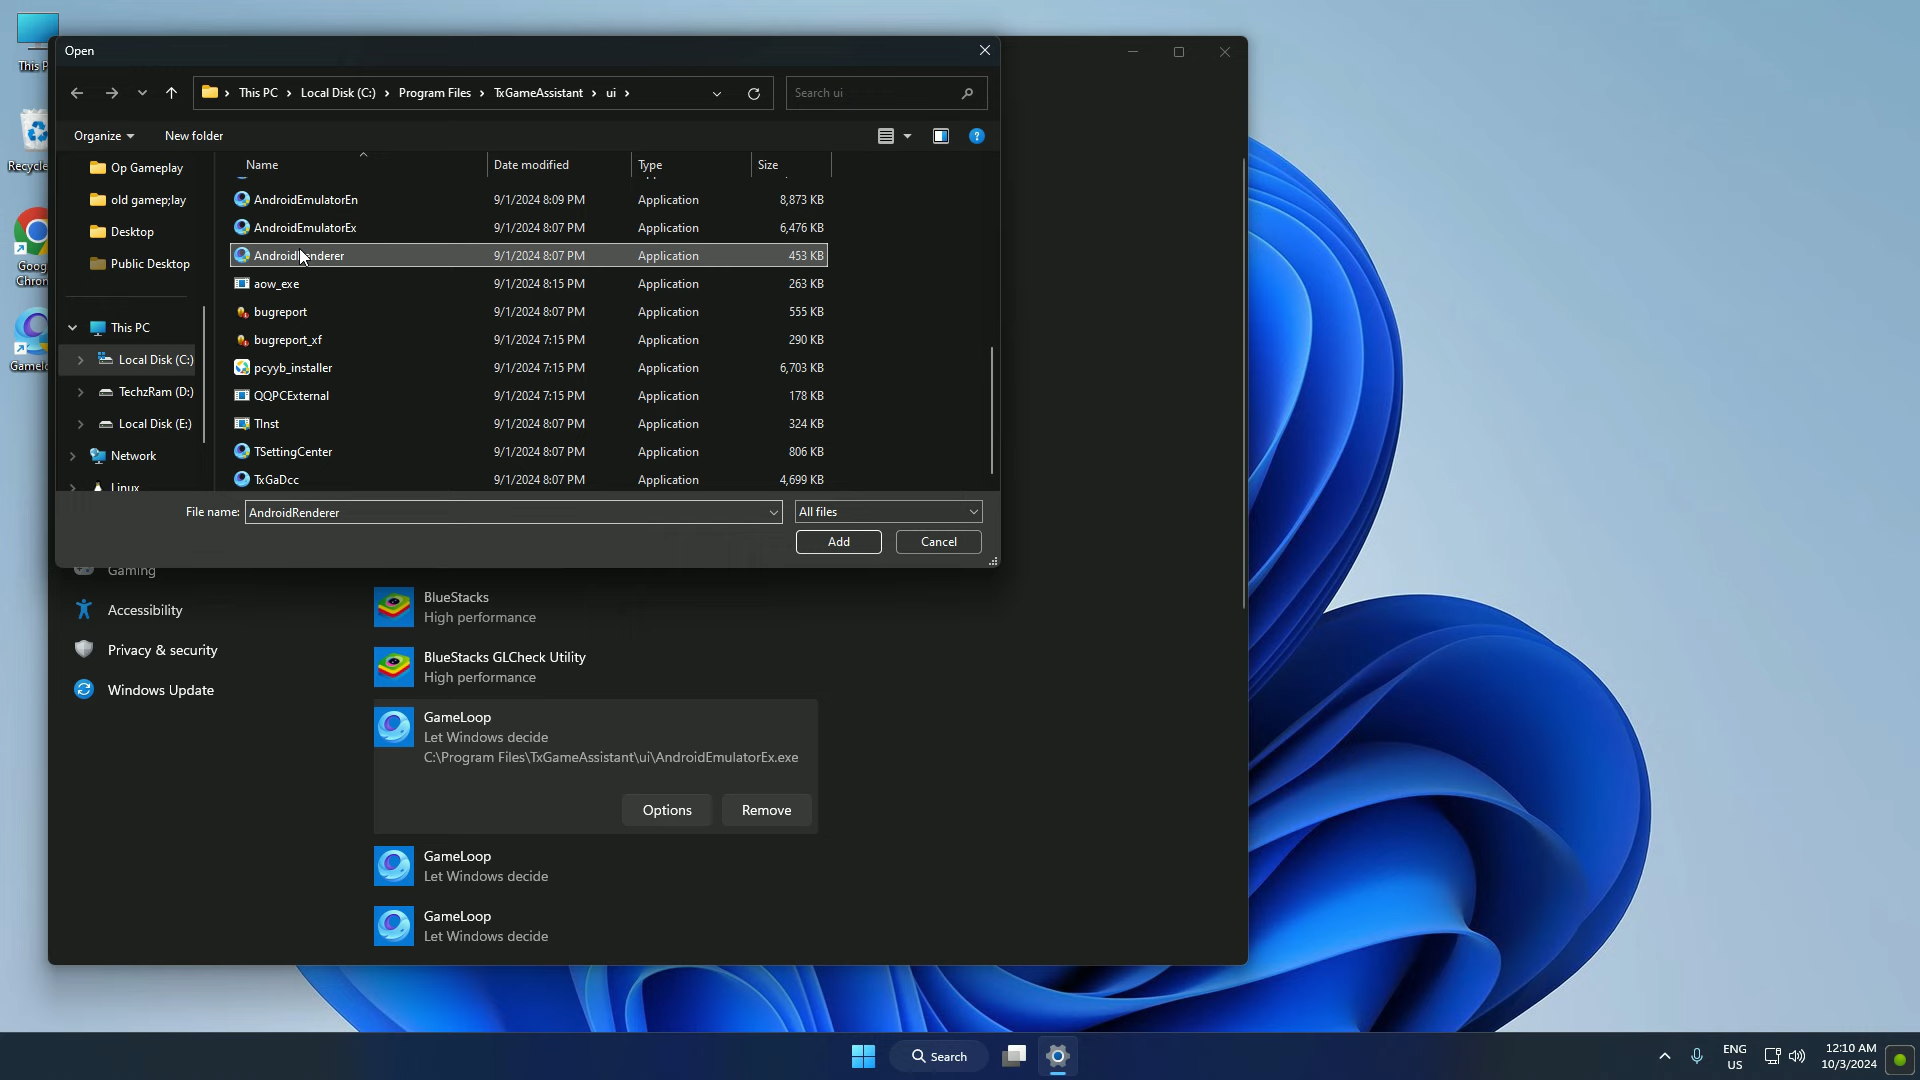 This P
Recycle
Goog
Chron
Gamelo
Open
This PC
Local Disk (C:)
Program Files
TxGameAssistant
ui
Search ui
Organize
New folder
?
Op Gameplay
old gamep;lay
Desktop
Public Desktop
This PC
Local Disk (C:)
TechzRam (D:)
Local Disk (E:)
Network
Linux
Name Date modified Type Size
AndroidEmulatorEn 9/1/2024 8:09 PM Application 8,873 KB
AndroidEmulatorEx 9/1/2024 8:07 PM Application 6,476 KB
AndroidRenderer 9/1/2024 8:07 PM Application 453 KB
aow_exe 9/1/2024 8:15 PM Application 263 KB
bugreport 9/1/2024 8:07 PM Application 555 KB
bugreport_xf 9/1/2024 7:15 PM Application 290 KB
pcyyb_installer 9/1/2024 7:15 PM Application 6,703 KB
QQPCExternal 9/1/2024 7:15 PM Application 178 KB
TInst 9/1/2024 8:07 PM Application 324 KB
TSettingCenter 9/1/2024 8:07 PM Application 806 KB
TxGaDcc 9/1/2024 8:07 PM Application 4,699 KB
File name: AndroidRenderer All files
Add Cancel
Gaming
Accessibility
Privacy & security
Windows Update
BlueStacks
High performance
BlueStacks GLCheck Utility
High performance
GameLoop
Let Windows decide
C:\Program Files\TxGameAssistant\ui\AndroidEmulatorEx.exe
Options Remove
GameLoop
Let Windows decide
GameLoop
Let Windows decide
Search
ENG
US
12:10 AM
10/3/2024